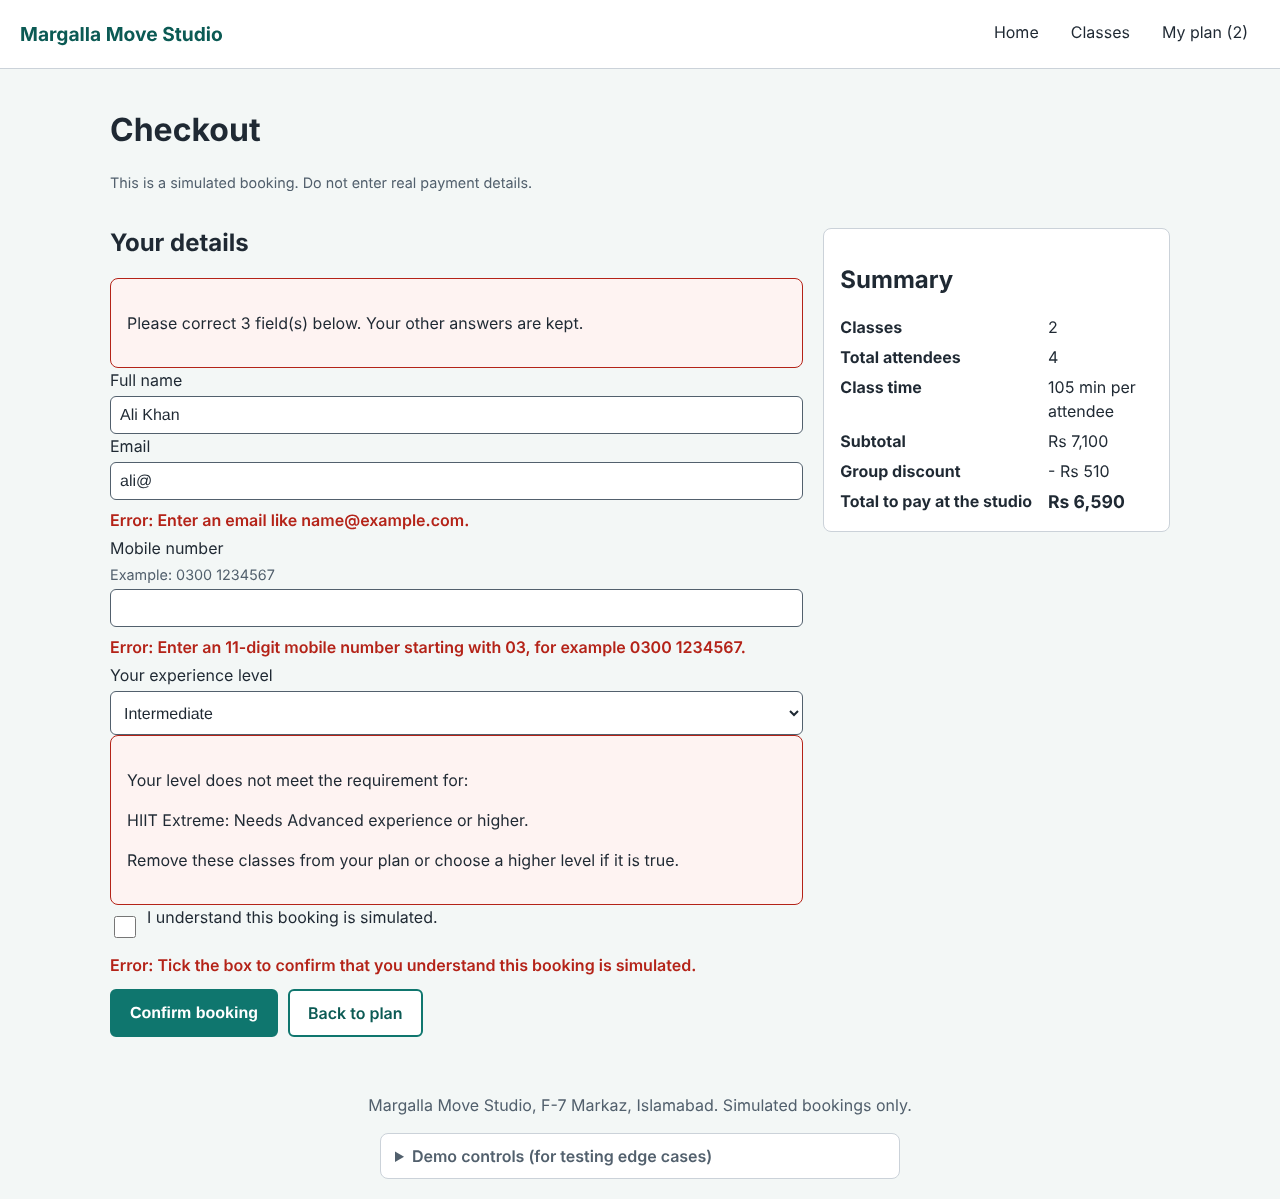 Margalla Move Studio
Home
Classes
My plan (2)
Checkout
This is a simulated booking. Do not enter real payment details.
Your details
Please correct 3 field(s) below. Your other answers are kept.
Full name
Ali Khan
Email
ali@
Error: Enter an email like name@example.com.
Mobile number
Example: 0300 1234567
Error: Enter an 11-digit mobile number starting with 03, for example 0300 1234567.
Your experience level
Intermediate
Your level does not meet the requirement for:
HIIT Extreme: Needs Advanced experience or higher.
Remove these classes from your plan or choose a higher level if it is true.
I understand this booking is simulated.
Error: Tick the box to confirm that you understand this booking is simulated.
Confirm booking
Back to plan
Summary
Classes 2
Total attendees 4
Class time 105 min per
attendee
Subtotal Rs 7,100
Group discount - Rs 510
Total to pay at the studio Rs 6,590
Margalla Move Studio, F-7 Markaz, Islamabad. Simulated bookings only.
Demo controls (for testing edge cases)